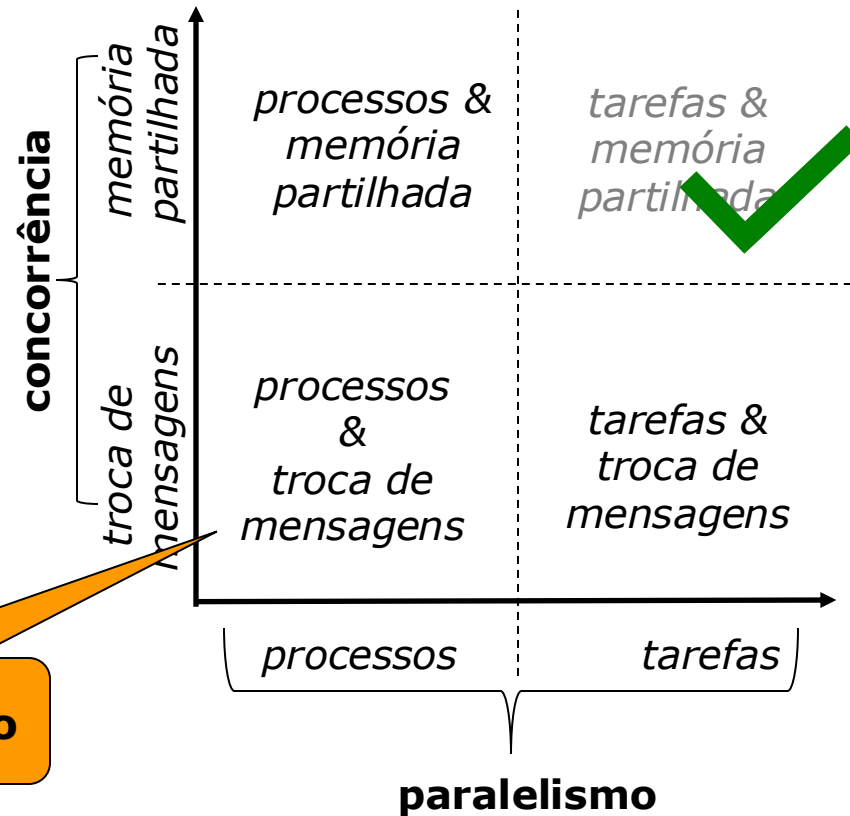 concorrência
memória
partilhada
troca de
mensagens
processos &
memória
partilhada
tarefas &
memória
partilhada
processos
&
troca de
mensagens
tarefas &
troca de
mensagens
processos
tarefas
paralelismo